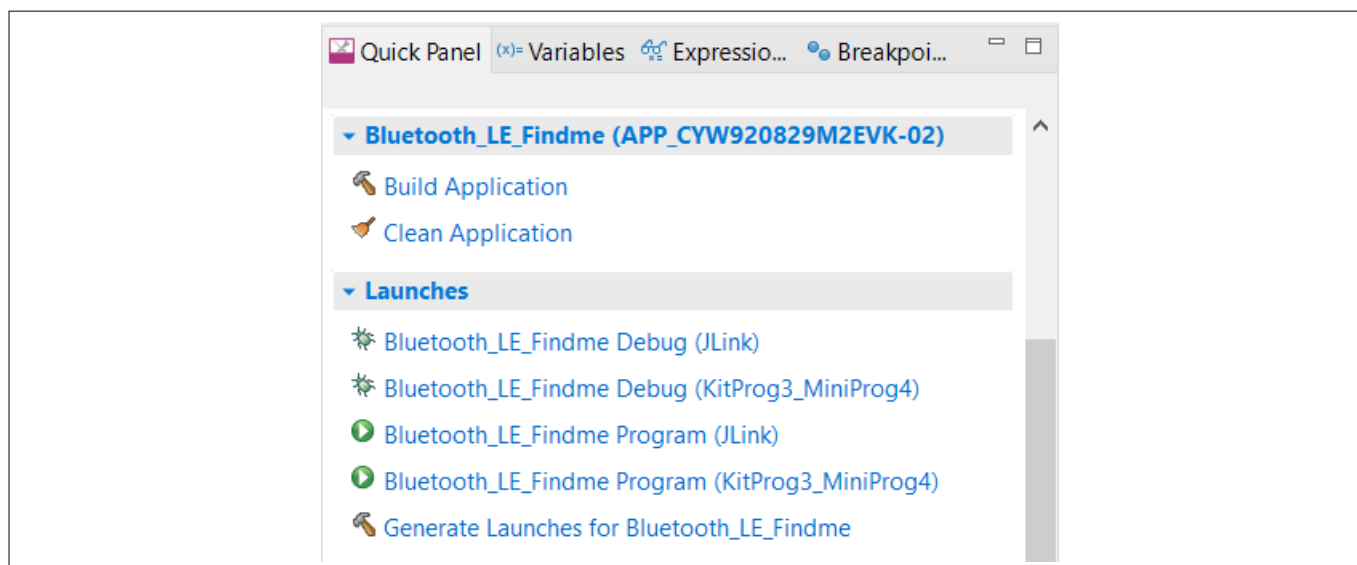 Quick Panel (x)= Variables Expressio... Breakpoi...
Bluetooth_LE_Findme (APP_CYW920829M2EVK-02)
Build Application
Clean Application
Launches
Bluetooth_LE_Findme Debug (JLink)
Bluetooth_LE_Findme Debug (KitProg3_MiniProg4)
Bluetooth_LE_Findme Program (JLink)
Bluetooth_LE_Findme Program (KitProg3_MiniProg4)
Generate Launches for Bluetooth_LE_Findme